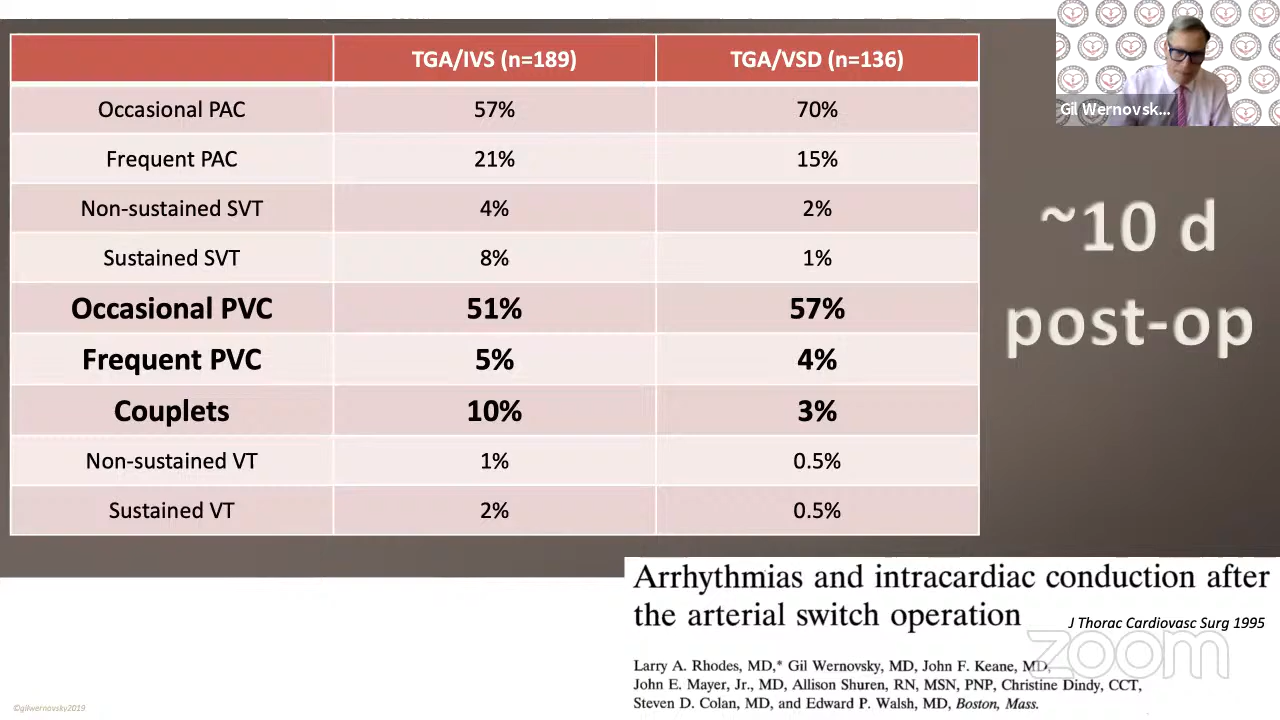 TGA/IVS (n=189) TGA/VSD (n=136)
Occasional PAC 57% 70%
Frequent PAC 21% 15%
Non-sustained SVT 4% 2%
Sustained SVT 8% 1%
Occasional PVC 51% 57%
Frequent PVC 5% 4%
Couplets 10% 3%
Non-sustained VT 1% 0.5%
Sustained VT 2% 0.5%
Gil Wernovsk...
~10 d
post-op
Arrhythmias and intracardiac conduction after
the arterial switch operation
J Thorac Cardiovasc Surg 1995
zoom
Larry A. Rhodes, MD,* Gil Wernovsky, MD, John F. Keane, MD,
John E. Mayer, Jr., MD, Allison Shuren, RN, MSN, PNP, Christine Dindy, CCT,
Steven D. Colan, MD, and Edward P. Walsh, MD, Boston, Mass.
©gilwernovsky2019